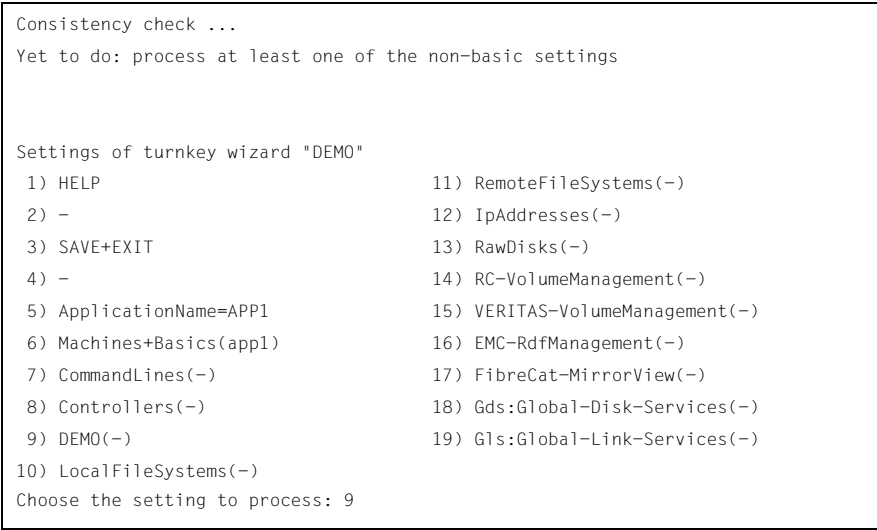 Consistency check ...
Yet to do: process at least one of the non-basic settings
Settings of turnkey wizard "DEMO"
1) HELP 11) RemoteFileSystems(-)
2) - 12) IpAddresses(-)
3) SAVE+EXIT 13) RawDisks(-)
4) - 14) RC-VolumeManagement(-)
5) ApplicationName=APP1 15) VERITAS-VolumeManagement(-)
6) Machines+Basics(app1) 16) EMC-RdfManagement(-)
7) CommandLines(-) 17) FibreCat-MirrorView(-)
8) Controllers(-) 18) Gds:Global-Disk-Services(-)
9) DEMO(-) 19) Gls:Global-Link-Services(-)
10) LocalFileSystems(-)
Choose the setting to process: 9